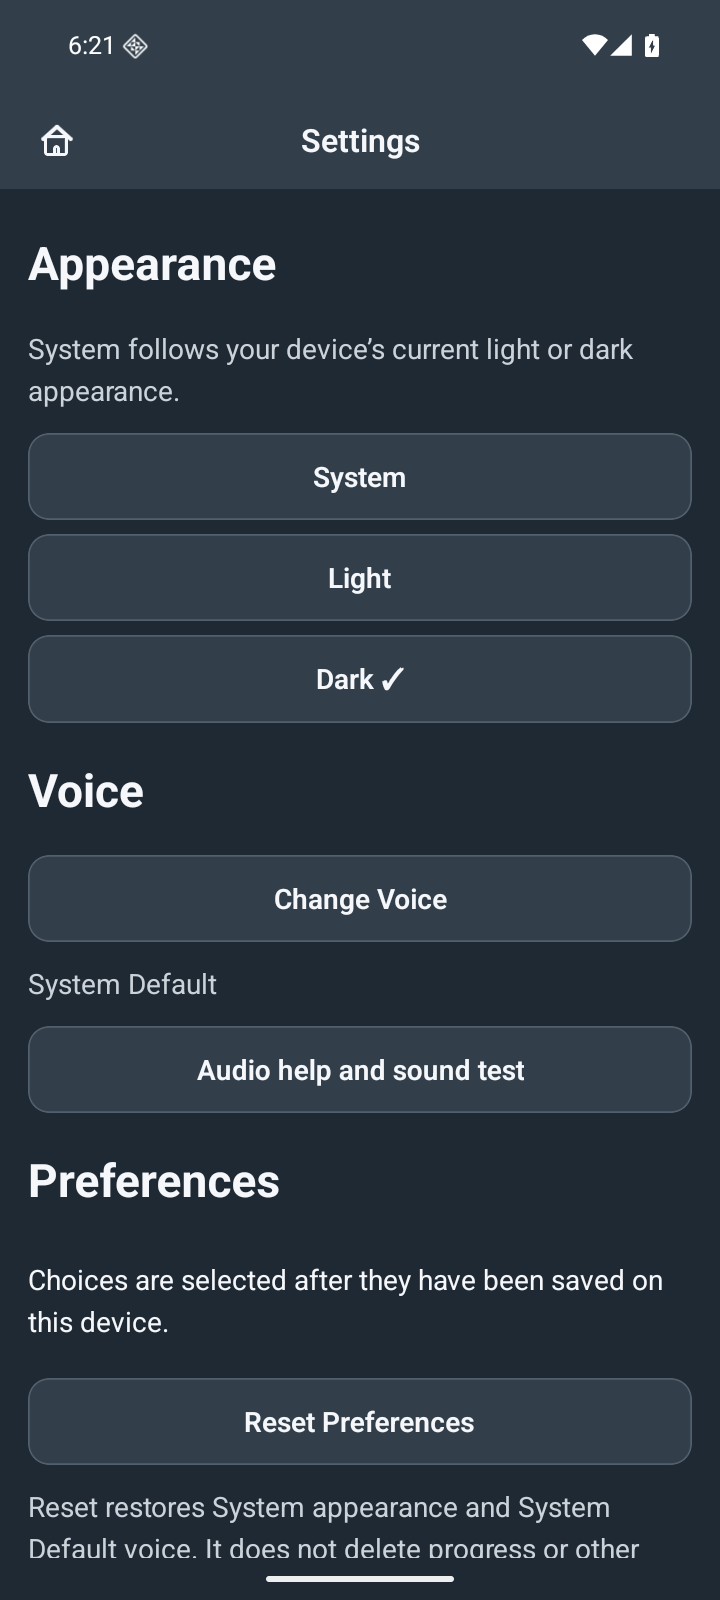 6:21
Settings
Appearance
System follows your device’s current light or dark
appearance.
System
Light
Dark ✓
Voice
Change Voice
System Default
Audio help and sound test
Preferences
Choices are selected after they have been saved on
this device.
Reset Preferences
Reset restores System appearance and System
Default voice. It does not delete progress or other